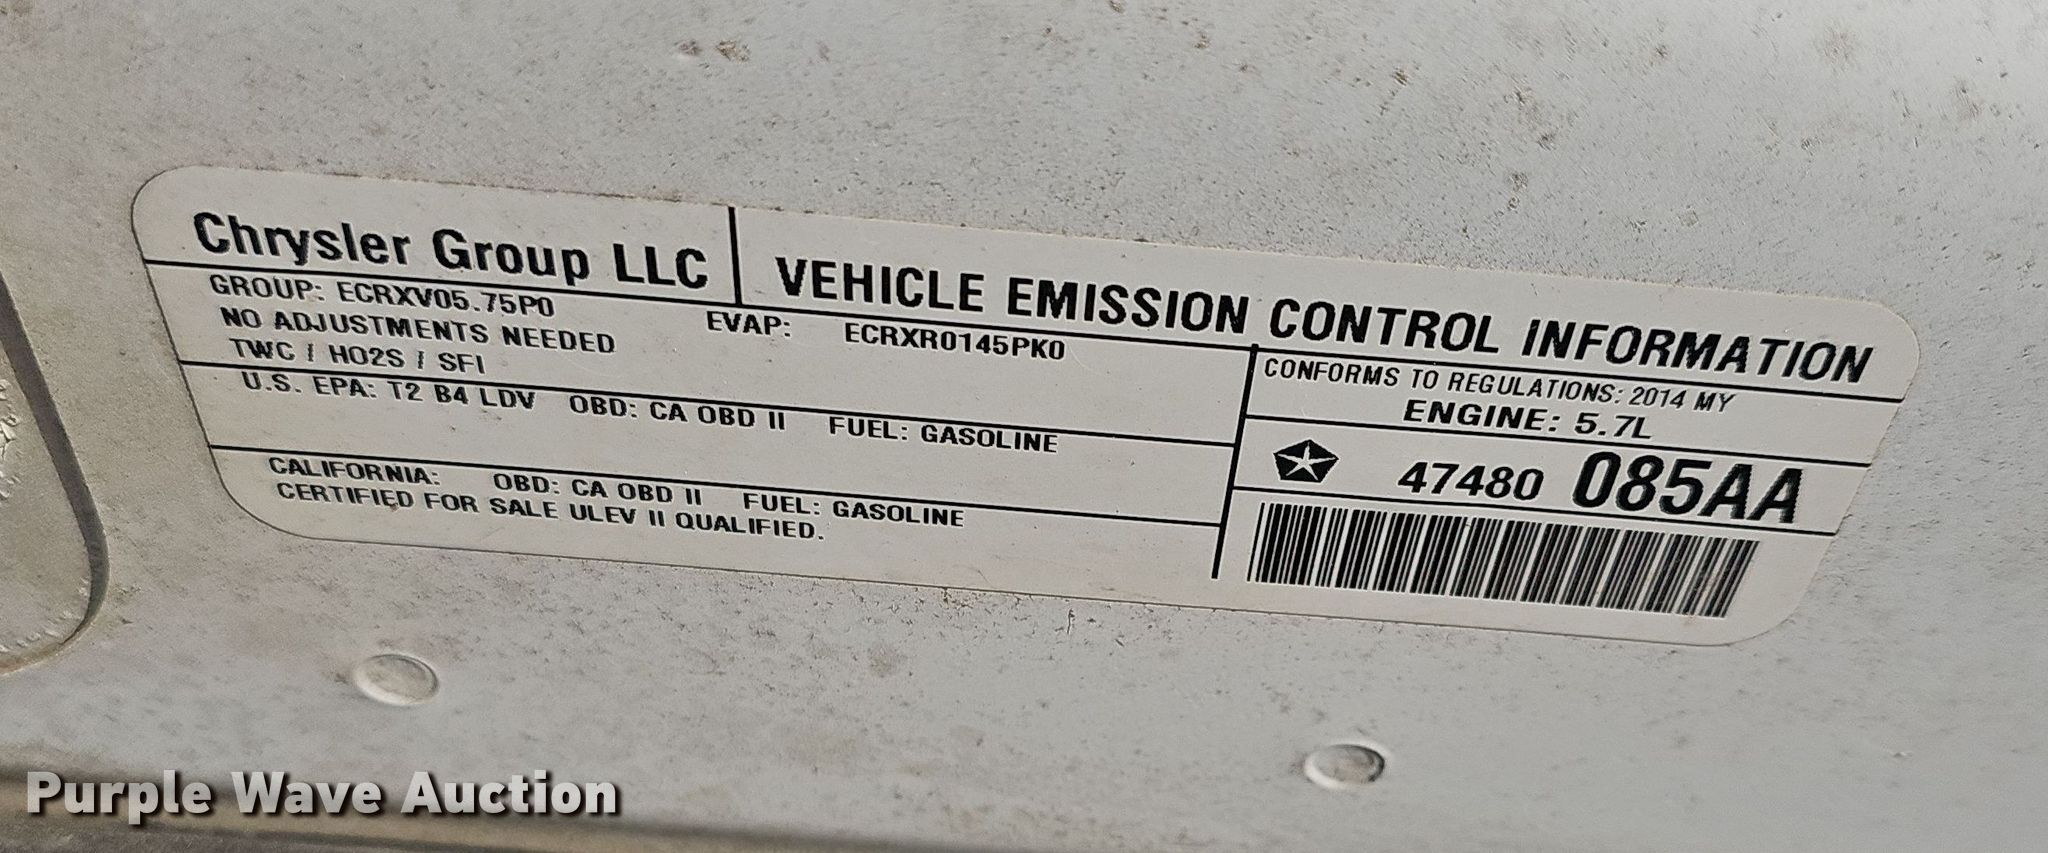 Chrysler Group LLC
VEHICLE EMISSION CONTROL INFORMATION
GROUP: ECRXV05.75P0
EVAP: ECRXR0145PK0
NO ADJUSTMENTS NEEDED
TWC / HO2S / SFI
U.S. EPA: T2 B4 LDV OBD: CA OBD II FUEL: GASOLINE
CALIFORNIA: OBD: CA OBD II FUEL: GASOLINE
CERTIFIED FOR SALE ULEV II QUALIFIED.
CONFORMS TO REGULATIONS: 2014 MY
ENGINE: 5.7L
47480 085AA
Purple Wave Auction